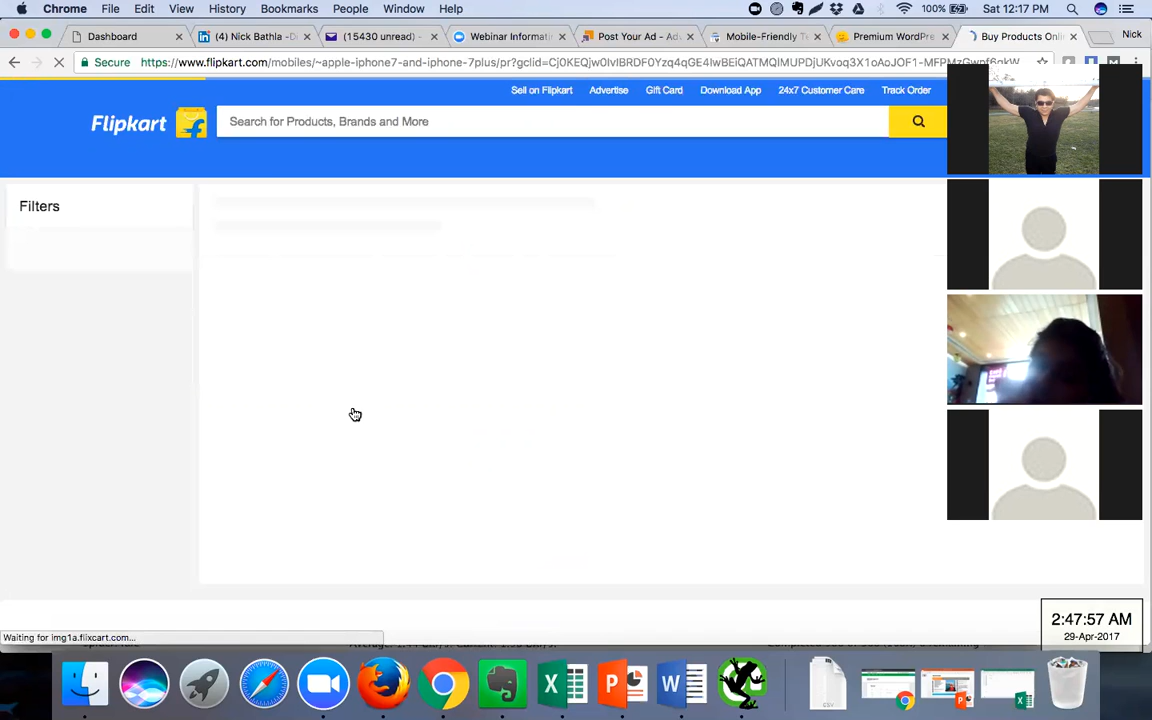 Chrome File Edit View History Bookmarks People Window Help 100% Sat 12:17 PM
Dashboard (4) Nick Bathla - (15430 unread) - Webinar Informati Post Your Ad - Adv Mobile-Friendly Te Premium WordPre Buy Products Onli Nick
Secure https://www.flipkart.com/mobiles/~apple-iphone7-and-iphone-7plus/pr?gclid=
Sell on Flipkart Advertise Gift Card Download App 24x7 Customer Care Track Order
Flipkart Search for Products, Brands and More
Filters
Waiting for img1a.flixcart.com...
2:47:57 AM
29-Apr-2017
CSV